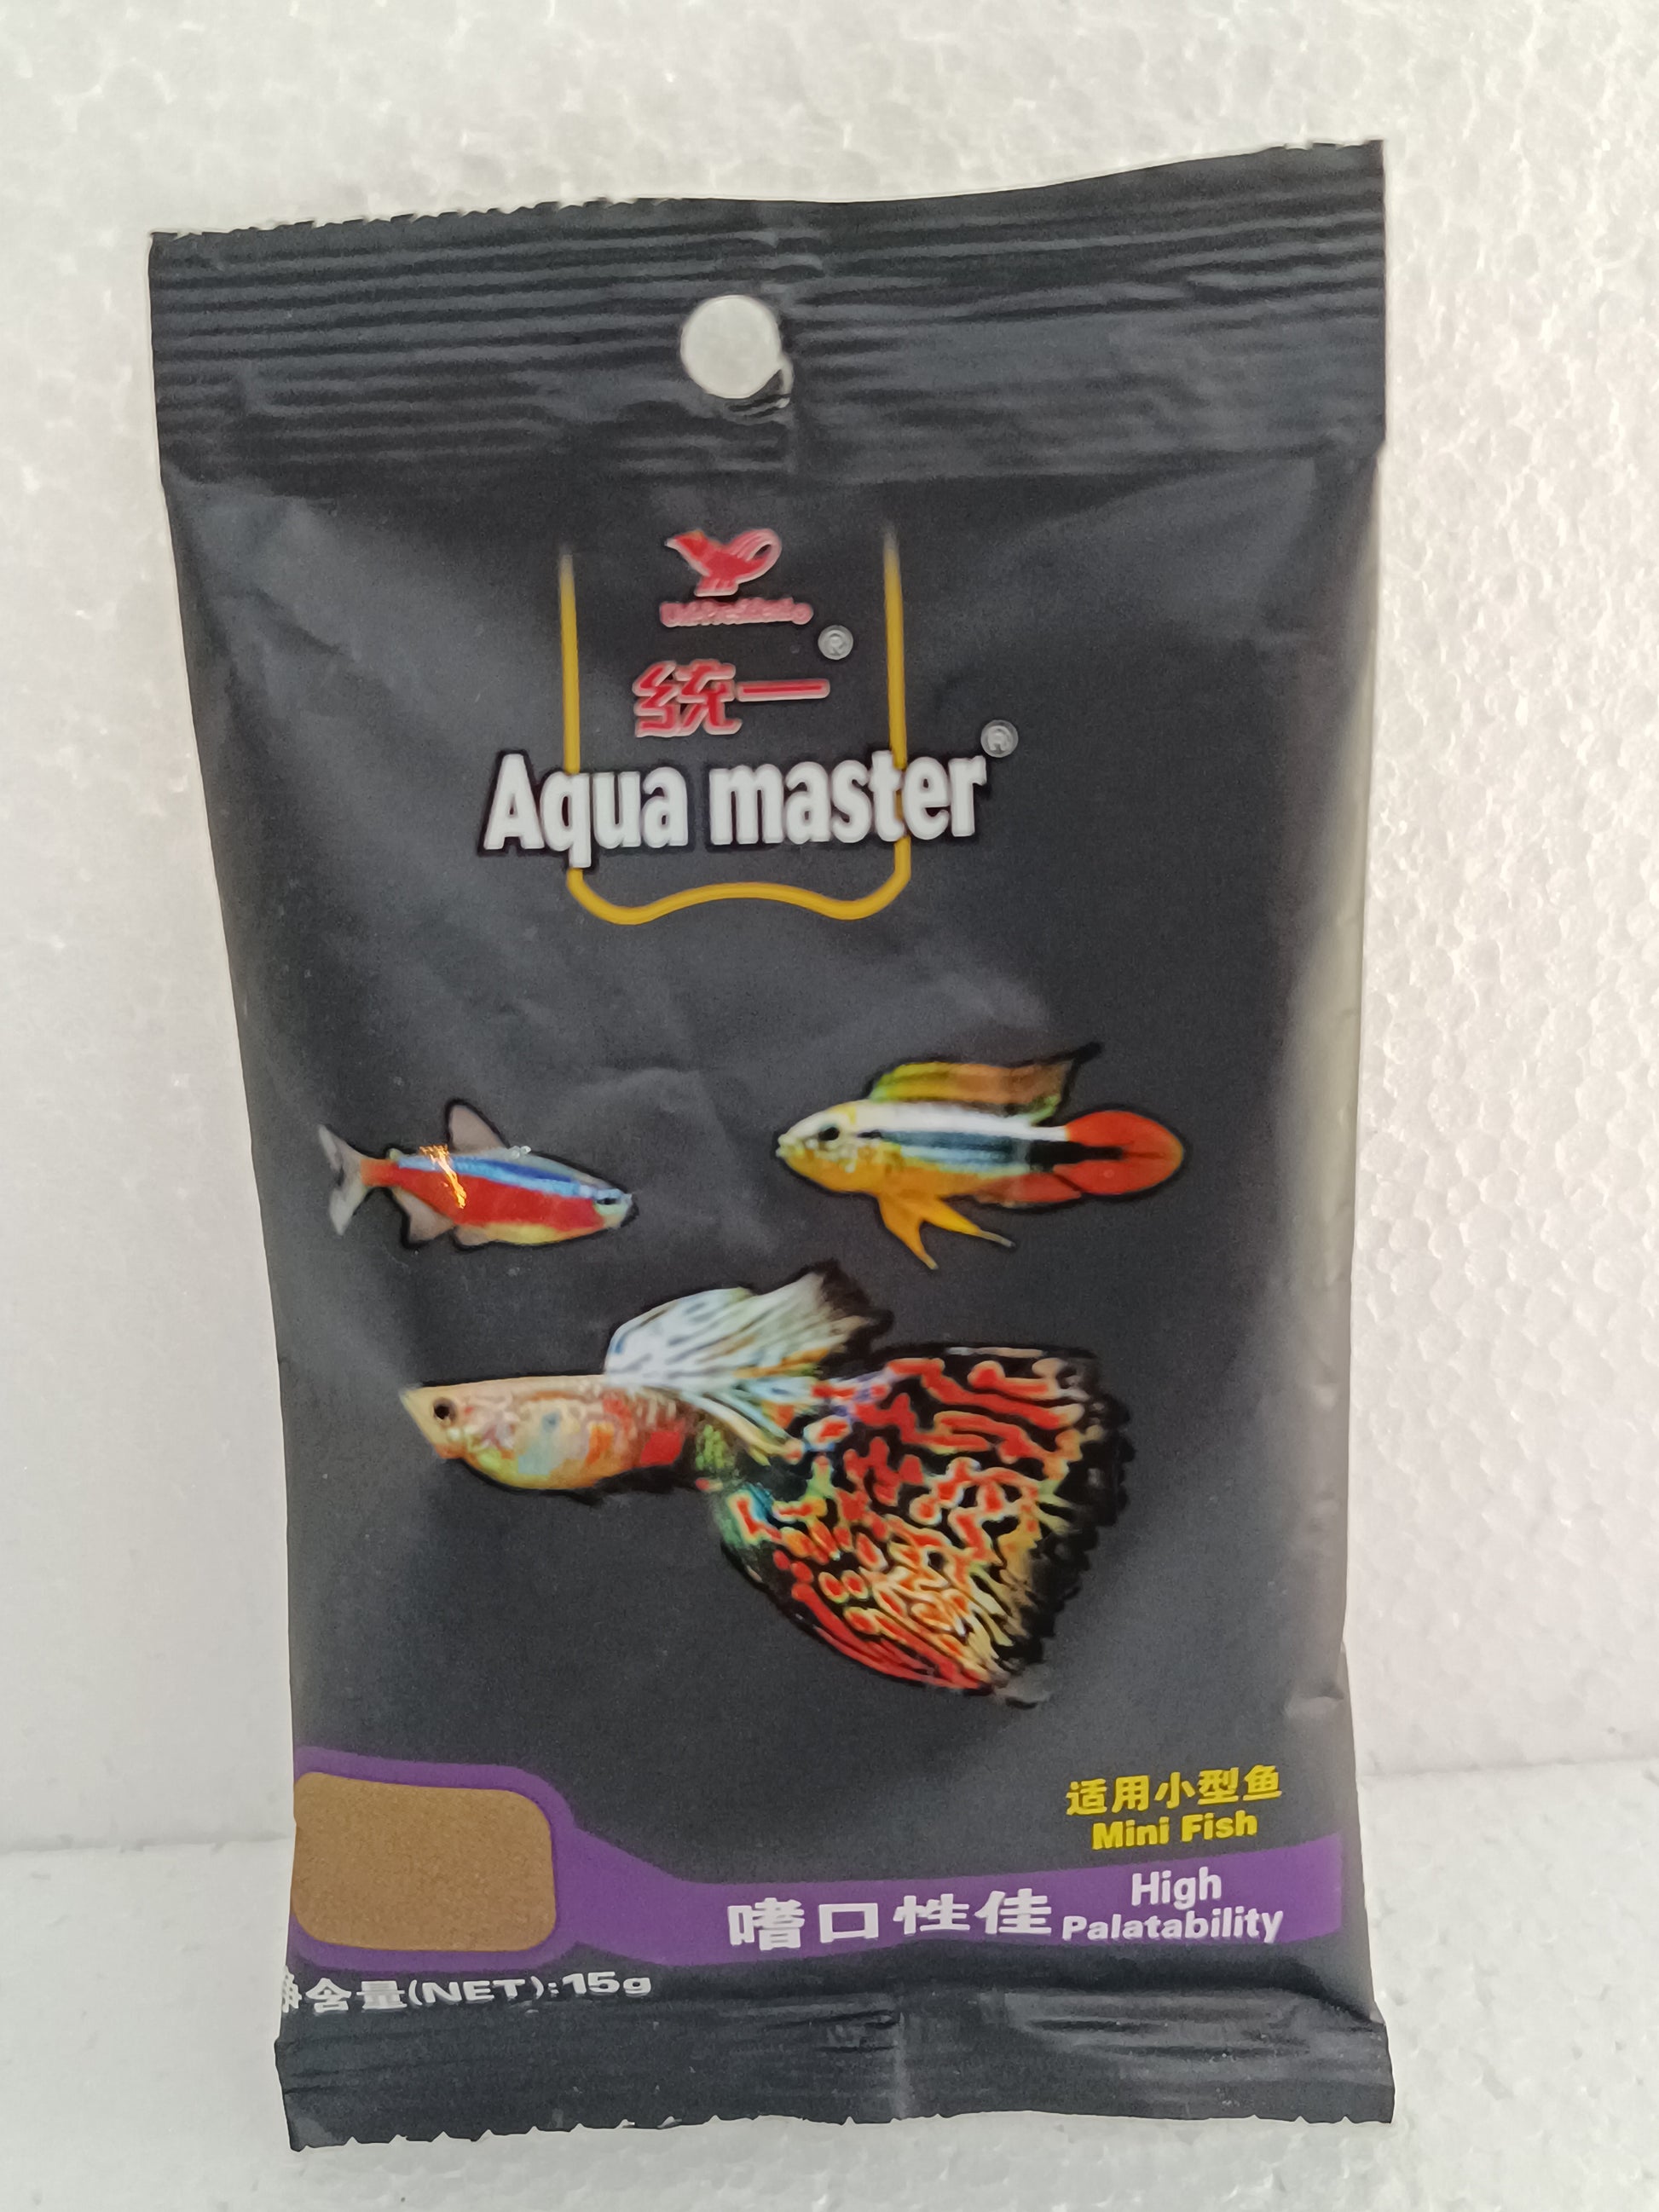 ®
统一
Aqua master®
适用小型鱼
Mini Fish
嗜口性佳
High
Palatability
净含量(NET):15g